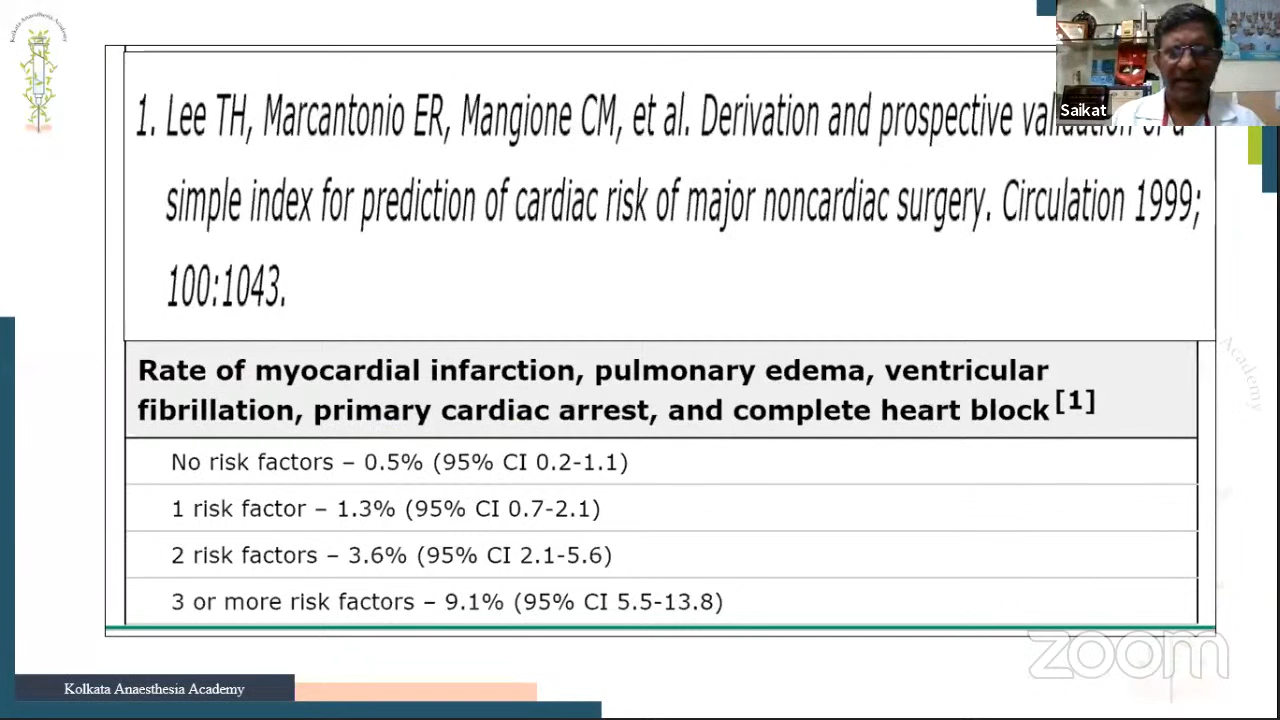 Kolkata Anaesthesia Academy
Saikat
1. Lee TH, Marcantonio ER, Mangione CM, et al. Derivation and prospective
simple index for prediction of cardiac risk of major noncardiac surgery. Circulation 1999;
100:1043.
Rate of myocardial infarction, pulmonary edema, ventricular
fibrillation, primary cardiac arrest, and complete heart block[1]
No risk factors – 0.5% (95% CI 0.2-1.1)
1 risk factor – 1.3% (95% CI 0.7-2.1)
2 risk factors – 3.6% (95% CI 2.1-5.6)
3 or more risk factors – 9.1% (95% CI 5.5-13.8)
Academy
zoom
Kolkata Anaesthesia Academy